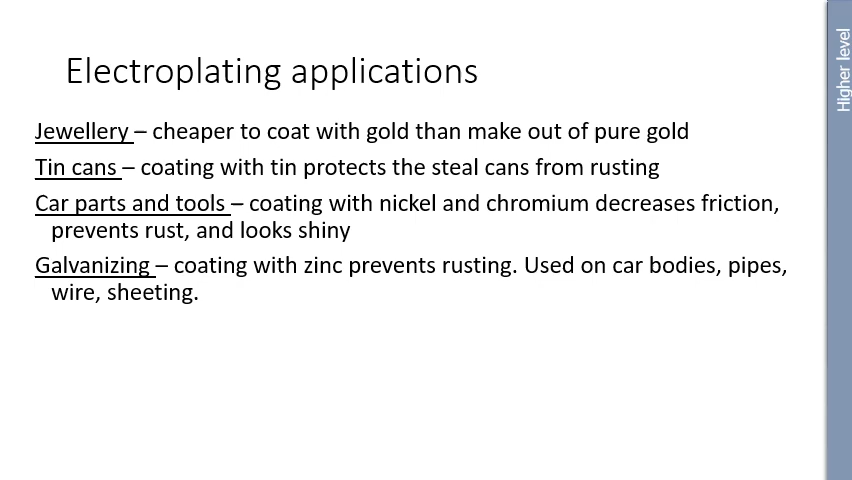 Electroplating applications
Jewellery – cheaper to coat with gold than make out of pure gold
Tin cans – coating with tin protects the steal cans from rusting
Car parts and tools – coating with nickel and chromium decreases friction,
prevents rust, and looks shiny
Galvanizing – coating with zinc prevents rusting. Used on car bodies, pipes,
wire, sheeting.
Higher level